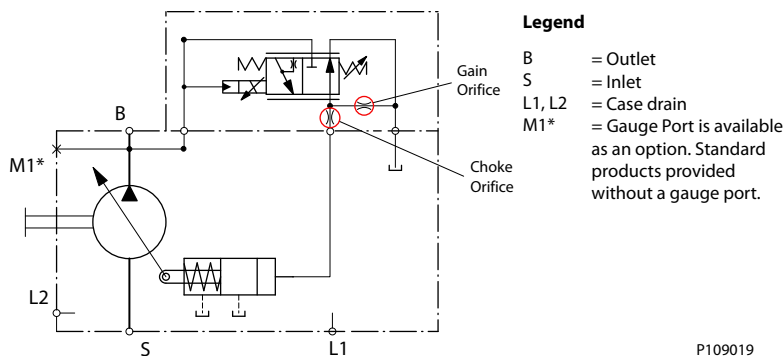 Legend
B = Outlet
S = Inlet
L1, L2 = Case drain
M1* = Gauge Port is available
as an option. Standard
products provided
without a gauge port.
Gain
Orifice
Choke
Orifice
B
M1*
L2
S
L1
P109019